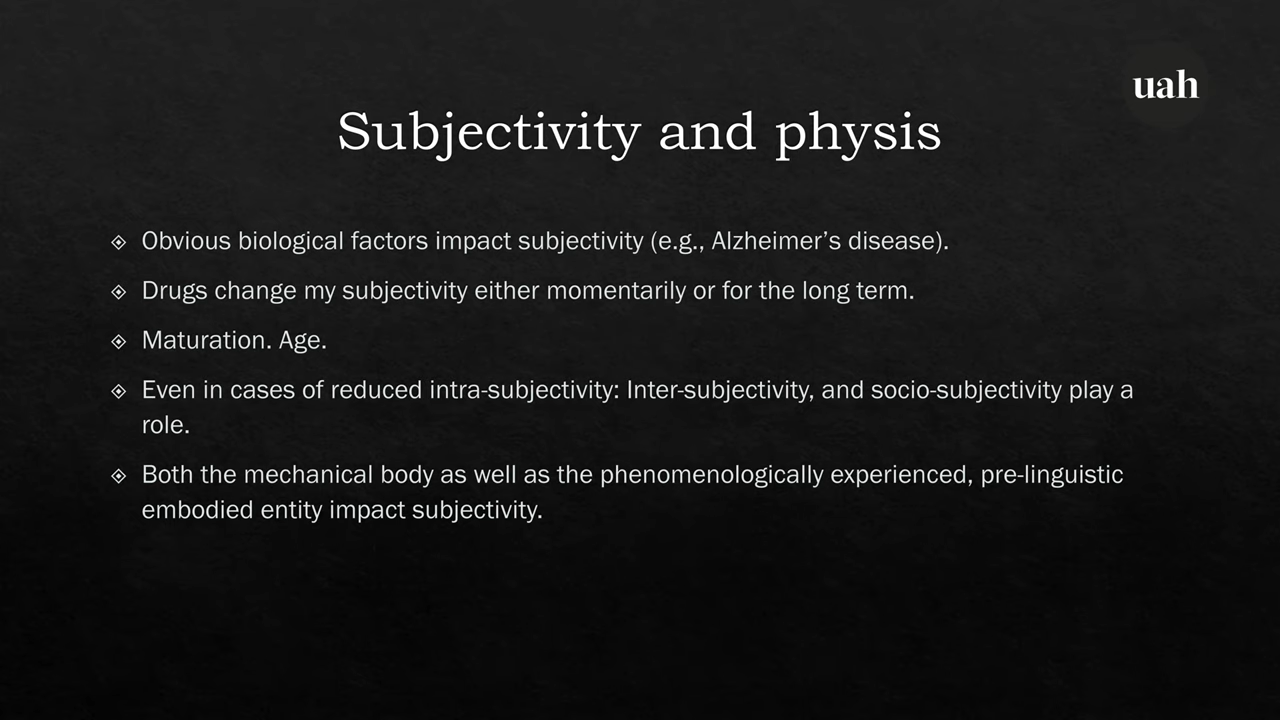 uah
Subjectivity and physis
Obvious biological factors impact subjectivity (e.g., Alzheimer’s disease).
Drugs change my subjectivity either momentarily or for the long term.
Maturation. Age.
Even in cases of reduced intra-subjectivity: Inter-subjectivity, and socio-subjectivity play a
role.
Both the mechanical body as well as the phenomenologically experienced, pre-linguistic
embodied entity impact subjectivity.